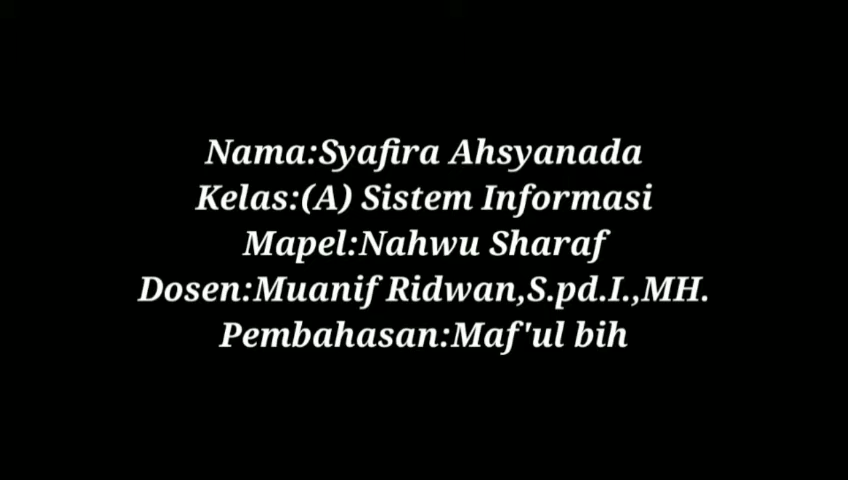 Nama:Syafira Ahsyanada
Kelas:(A) Sistem Informasi
Mapel:Nahwu Sharaf
Dosen:Muanif Ridwan,S.pd.I.,MH.
Pembahasan:Maf'ul bih